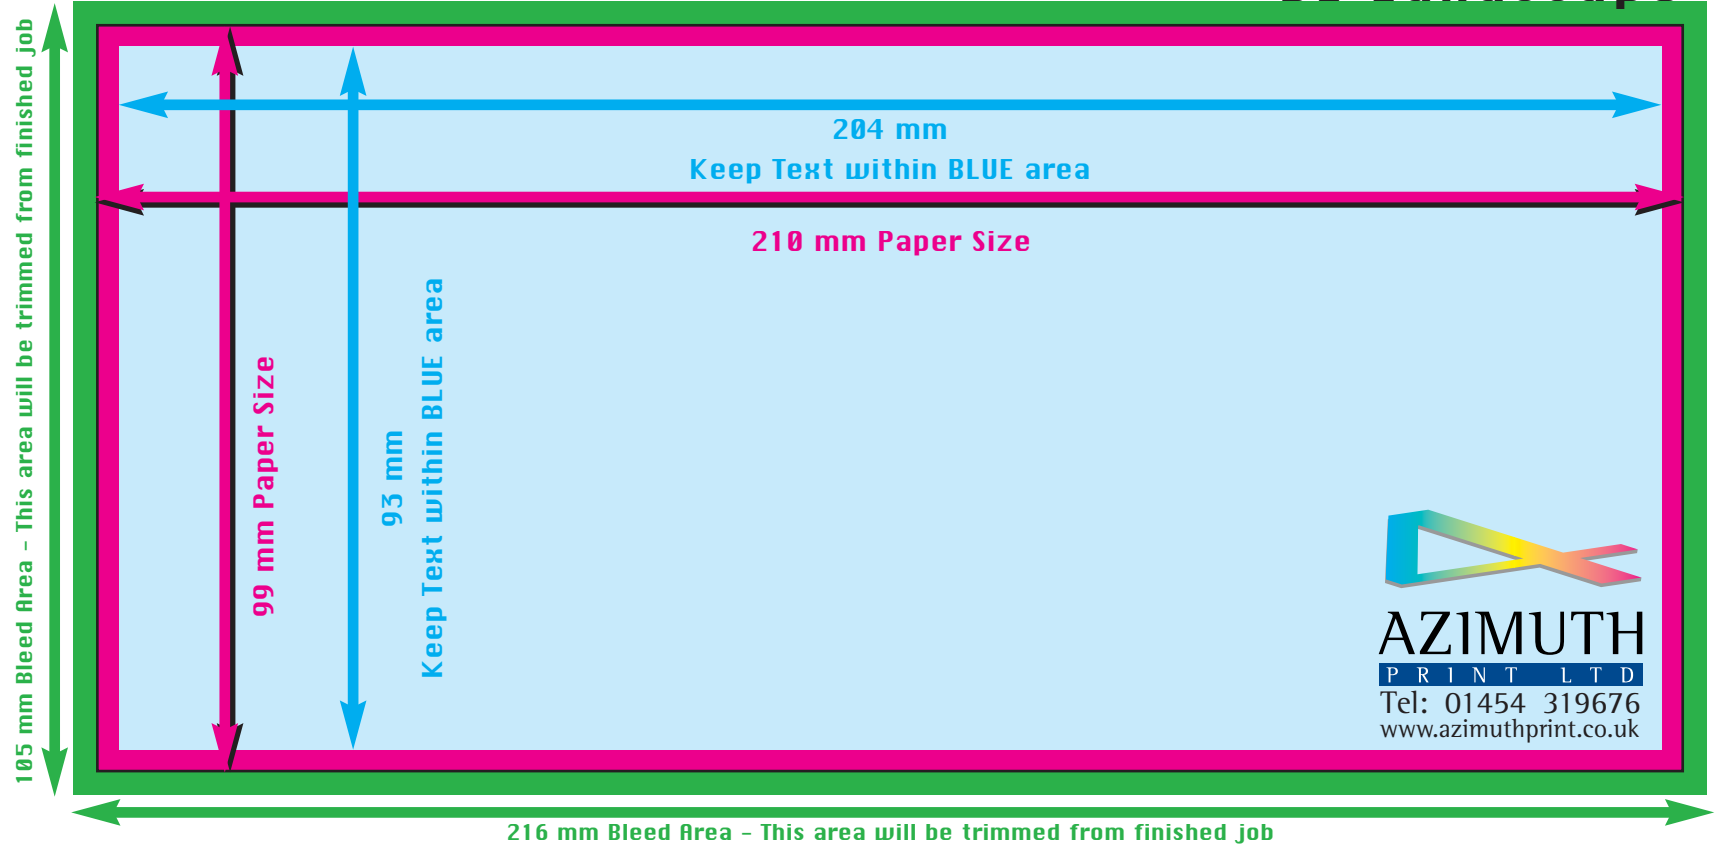 105 mm Bleed Area - This area will be trimmed from finished job
204 mm
Keep Text within BLUE area
210 mm Paper Size
99 mm Paper Size
93 mm
Keep Text within BLUE area
AZIMUTH
PRINT LTD
Tel: 01454 319676
www.azimuthprint.co.uk
216 mm Bleed Area - This area will be trimmed from finished job